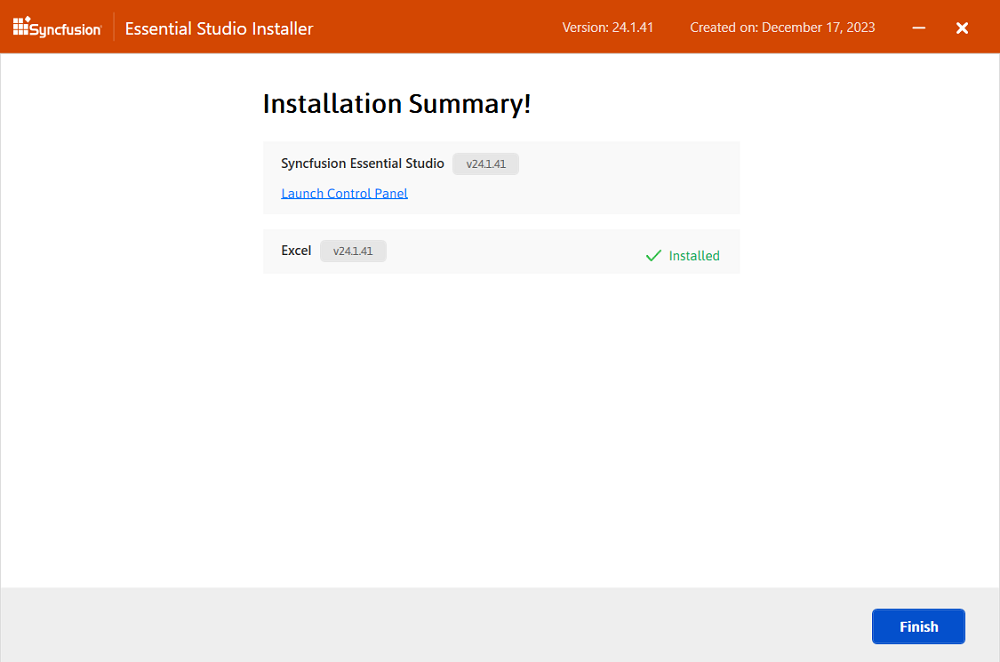 Syncfusion Essential Studio Installer Version: 24.1.41 Created on: December 17, 2023
Installation Summary!
Syncfusion Essential Studio v24.1.41
Launch Control Panel
Excel v24.1.41 Installed
Finish